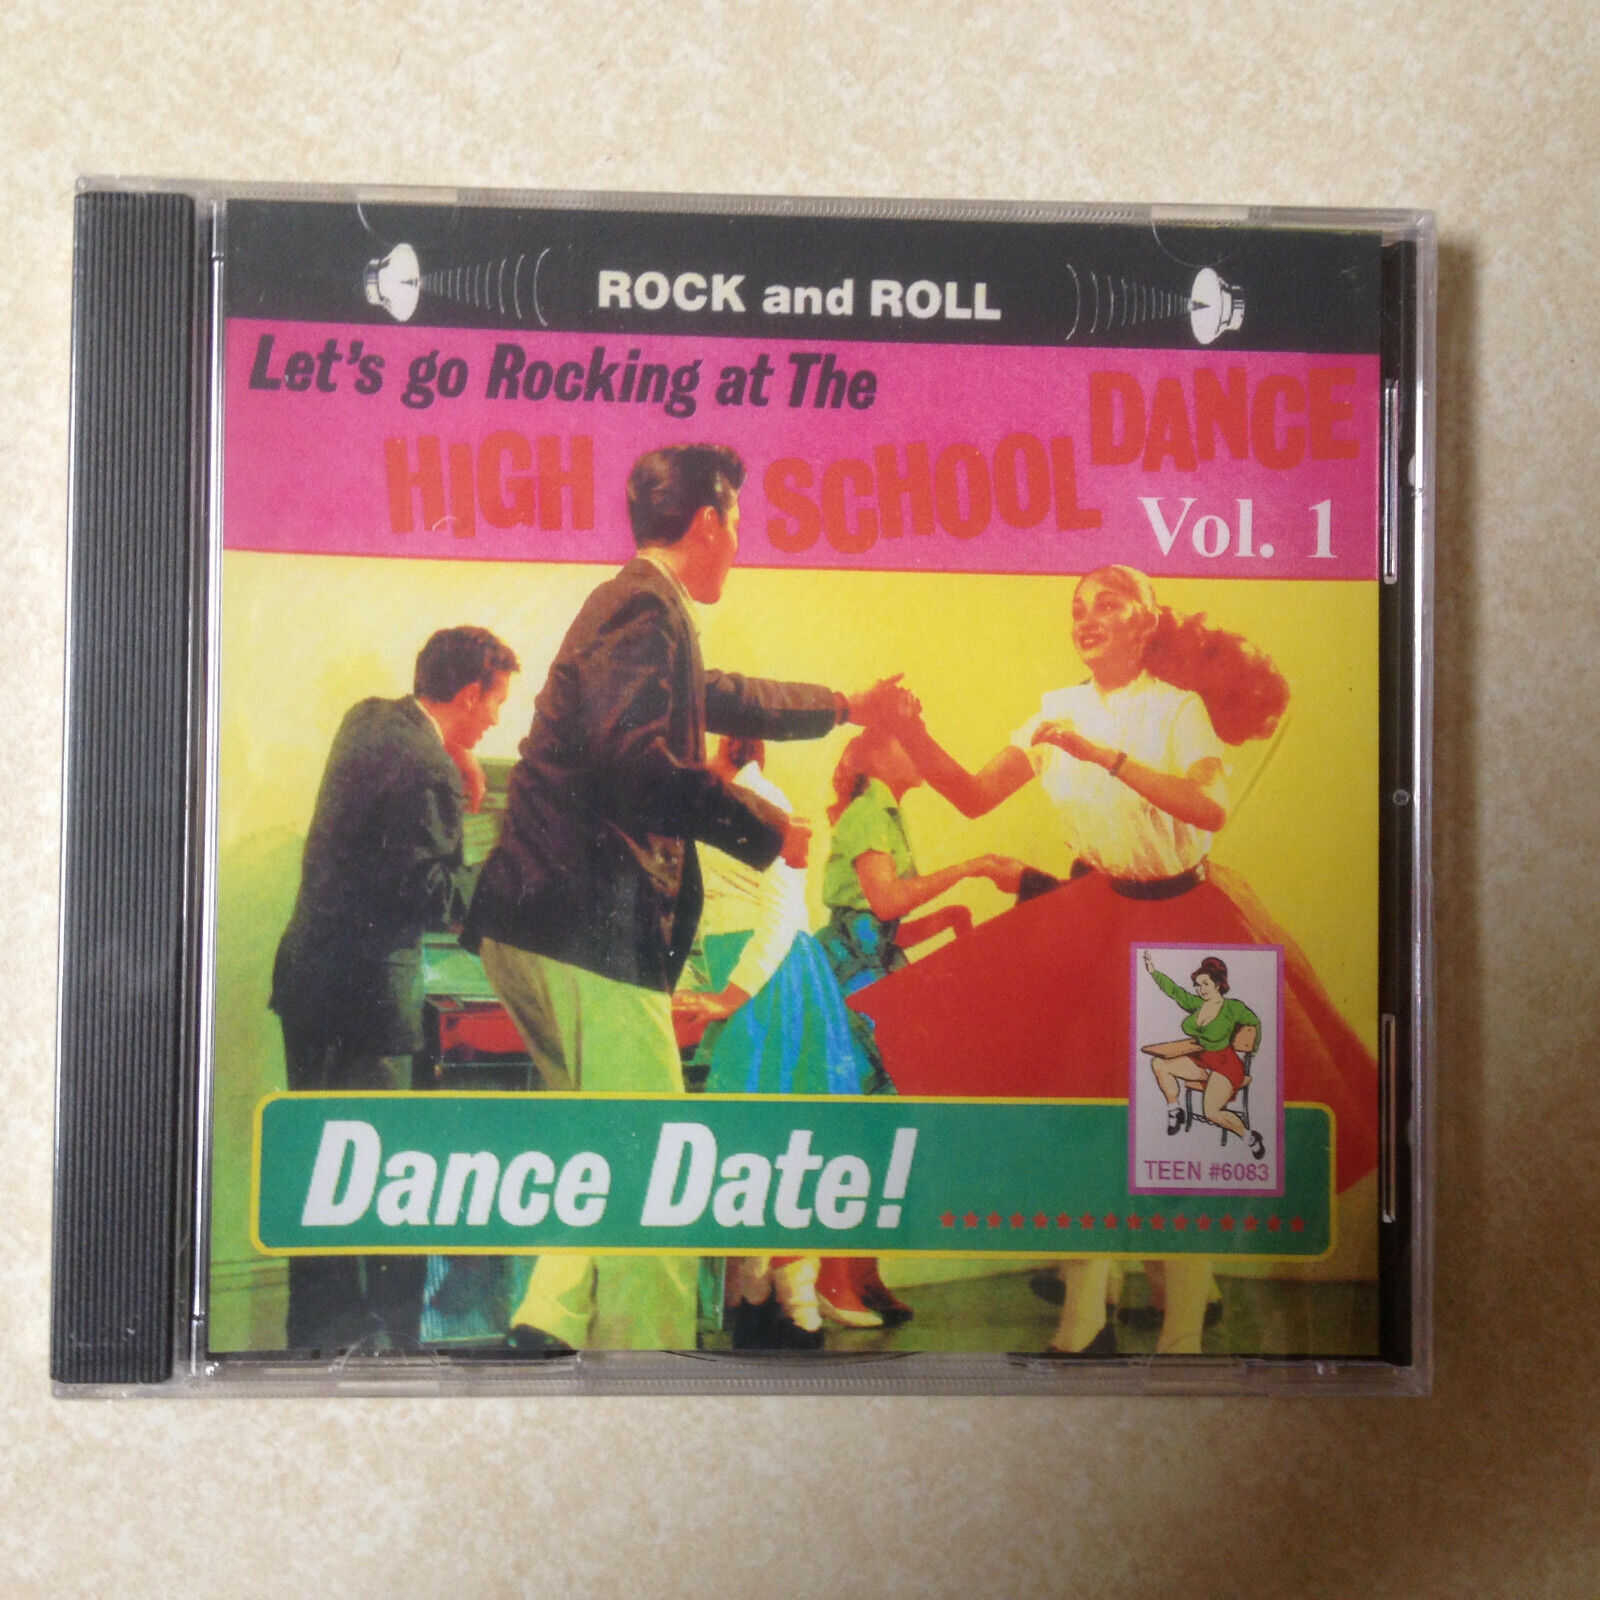 ROCK and ROLL
Let's go Rocking at The
HIGH SCHOOL DANCE
Vol. 1
TEEN #6083
Dance Date!